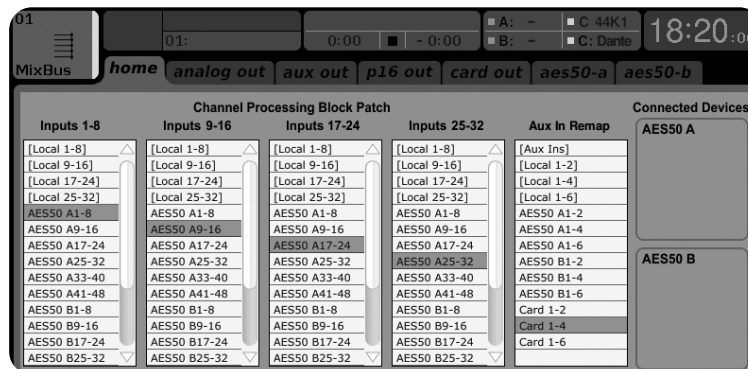 01
A: - C 44K1
01: 0:00 - 0:00 B: - C: Dante 18:20:0
MixBus
home analog out aux out p16 out card out aes50-a aes50-b
Channel Processing Block Patch Connected Devices
Inputs 1-8 Inputs 9-16 Inputs 17-24 Inputs 25-32 Aux In Remap AES50 A
[Local 1-8] [Local 1-8] [Local 1-8] [Local 1-8] [Aux Ins]
[Local 9-16] [Local 9-16] [Local 9-16] [Local 9-16] [Local 1-2]
[Local 17-24] [Local 17-24] [Local 17-24] [Local 17-24] [Local 1-4]
[Local 25-32] [Local 25-32] [Local 25-32] [Local 25-32] [Local 1-6]
AES50 A1-8 AES50 A1-8 AES50 A1-8 AES50 A1-8 AES50 A1-2
AES50 A9-16 AES50 A9-16 AES50 A9-16 AES50 A9-16 AES50 A1-4
AES50 A17-24 AES50 A17-24 AES50 A17-24 AES50 A17-24 AES50 A1-6
AES50 A25-32 AES50 A25-32 AES50 A25-32 AES50 A25-32 AES50 B1-2 AES50 B
AES50 A33-40 AES50 A33-40 AES50 A33-40 AES50 A33-40 AES50 B1-4
AES50 A41-48 AES50 A41-48 AES50 A41-48 AES50 A41-48 AES50 B1-6
AES50 B1-8 AES50 B1-8 AES50 B1-8 AES50 B1-8 Card 1-2
AES50 B9-16 AES50 B9-16 AES50 B9-16 AES50 B9-16 Card 1-4
AES50 B17-24 AES50 B17-24 AES50 B17-24 AES50 B17-24 Card 1-6
AES50 B25-32 AES50 B25-32 AES50 B25-32 AES50 B25-32